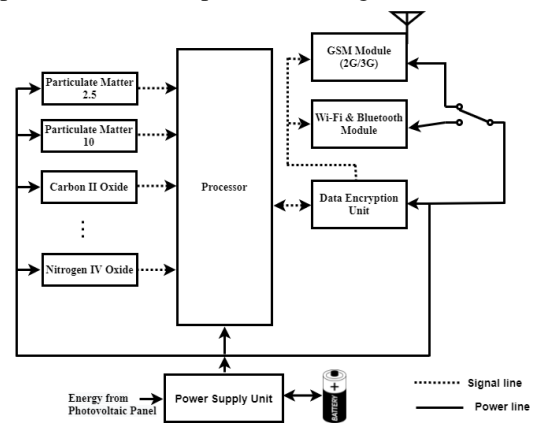 GSM Module
(2G/3G)
Particulate Matter
2.5
Wi-Fi & Bluetooth
Module
Particulate Matter
10
Processor
Carbon II Oxide
Data Encryption
Unit
Nitrogen IV Oxide
Energy from
Photovoltaic Panel
Power Supply Unit
+
BATTERY
Signal line
Power line